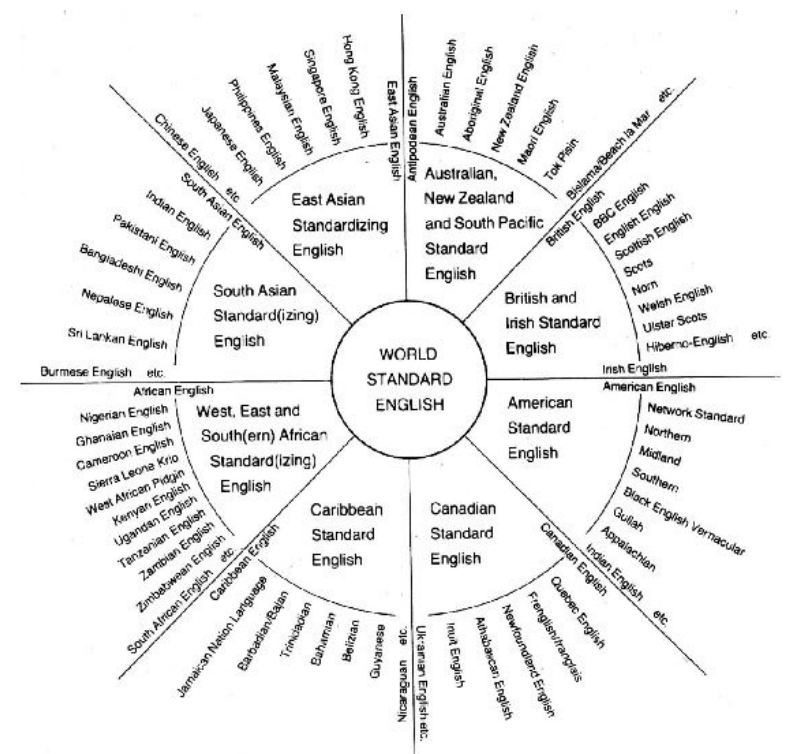 WORLD
STANDARD
ENGLISH
Antipodean English
Australian,
New Zealand
and South Pacific
Standard
English
Australian English
Aboriginal English
New Zealand English
Maori English
Tok Pisin
Bislama/Beach la Mar etc.
British English
British and
Irish Standard
English
BBC English
English English
Scottish English
Scots
Norn
Welsh English
Ulster Scots
Hiberno-English etc.
Irish English
American English
American
Standard
English
Network Standard
Northern
Midland
Southern
Black English Vernacular
Gullah
Appalachian
Indian English etc.
Canadian English
Canadian
Standard
English
Quebec English
Frenglish/franglais
Newfoundland English
Athabascan English
Inuit English
Ukrainian English etc.
Caribbean English
Caribbean
Standard
English
Nicaraguan etc.
Guyanese
Belizian
Bahamian
Trinidadian
Barbadian/Bajan
Jamaican Nation Language
African English
West, East and
South(ern) African
Standard(izing)
English
South African English etc
Zimbabwean English
Zambian English
Tanzanian English
Ugandan English
Kenyan English
West African Pidgin
Sierra Leone Krio
Cameroon English
Ghanaian English
Nigerian English
South Asian English
South Asian
Standard(izing)
English
Burmese English etc.
Sri Lankan English
Nepalese English
Bangladeshi English
Pakistani English
Indian English
East Asian English
East Asian
Standardizing
English
Chinese English etc
Japanese English
Philippines English
Malaysian English
Singapore English
Hong Kong English